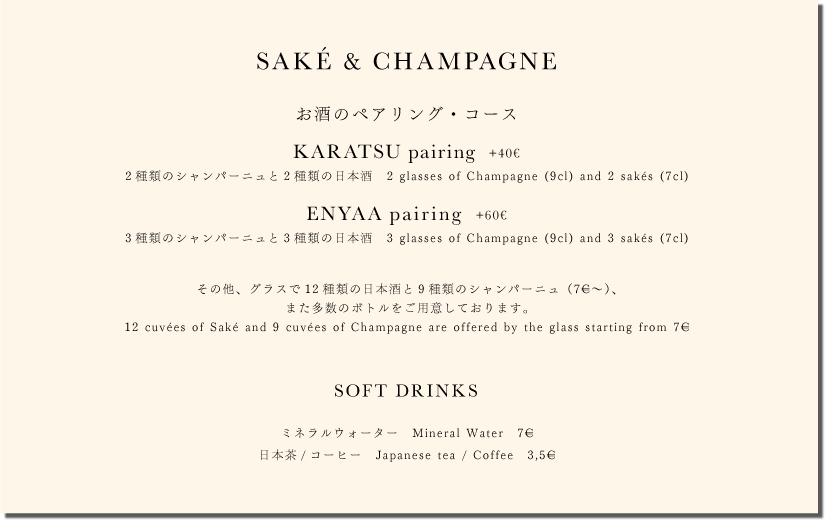 SAKÉ & CHAMPAGNE
お酒のペアリング・コース
KARATSU pairing +40€
2種類のシャンパーニュと2種類の日本酒 2 glasses of Champagne (9cl) and 2 sakés (7cl)
ENYAA pairing +60€
3種類のシャンパーニュと3種類の日本酒 3 glasses of Champagne (9cl) and 3 sakés (7cl)
その他、グラスで12種類の日本酒と9種類のシャンパーニュ（7€〜）、
また多数のボトルをご用意しております。
12 cuvées of Saké and 9 cuvées of Champagne are offered by the glass starting from 7€
SOFT DRINKS
ミネラルウォーター Mineral Water 7€
日本茶 / コーヒー Japanese tea / Coffee 3,5€